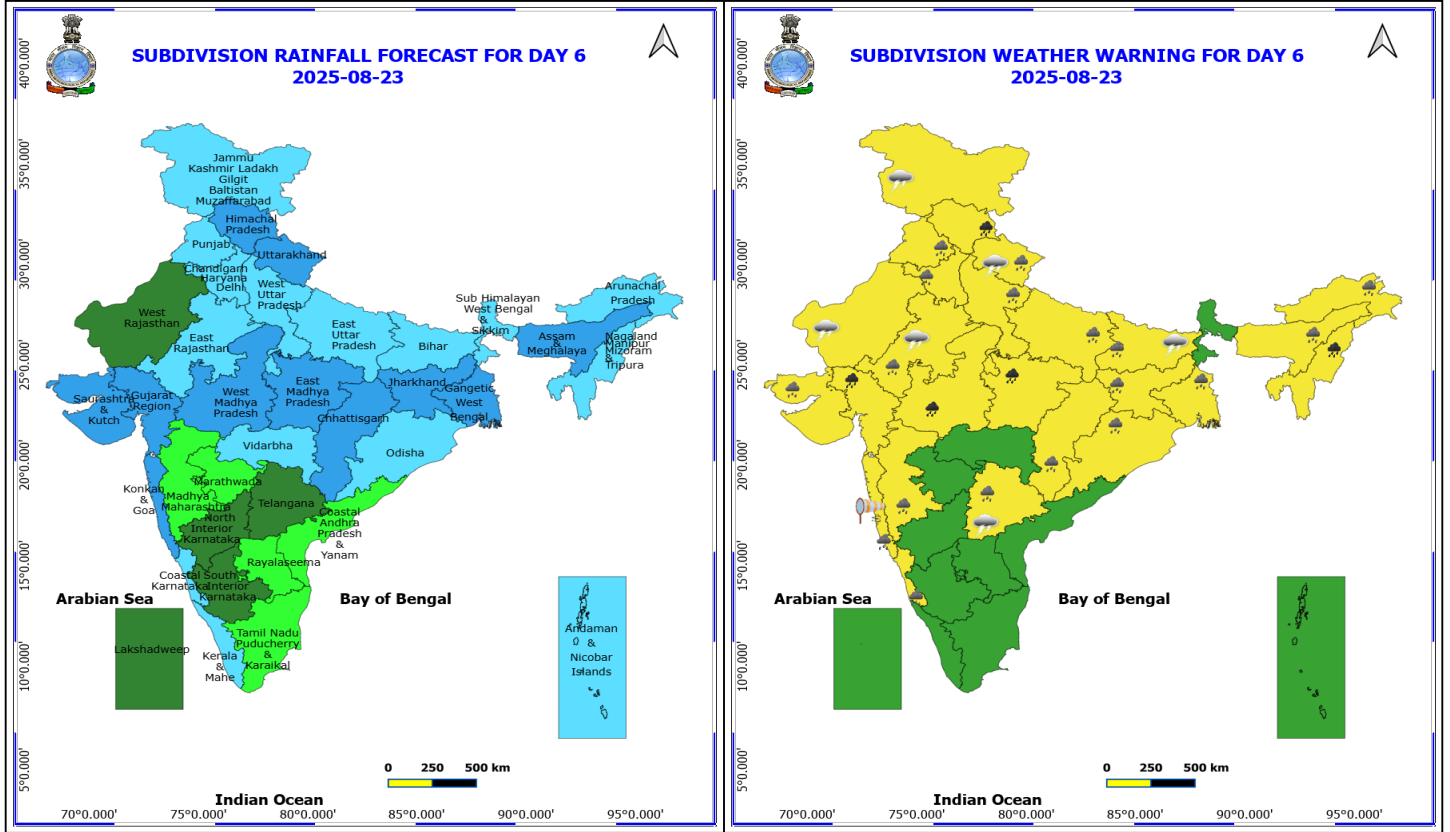 SUBDIVISION RAINFALL FORECAST FOR DAY 6
2025-08-23
40°0.000'
35°0.000'
30°0.000'
25°0.000'
20°0.000'
15°0.000'
10°0.000'
5°0.000'
Jammu
Kashmir Ladakh
Gilgit
Baltistan
Muzaffarabad
Himachal
Pradesh
Punjab
Uttarakhand
Chandigarh
Haryana
Delhi
West
Uttar
Pradesh
West
Rajasthan
East
Rajasthan
East
Uttar
Pradesh
Bihar
Sub Himalayan
West Bengal
&
Sikkim
Arunachal
Pradesh
Assam
&
Meghalaya
Nagaland
Manipur
Mizoram
&
Tripura
Saurashtra
&
Kutch
Gujarat
Region
West
Madhya
Pradesh
East
Madhya
Pradesh
Jharkhand
Gangetic
West
Bengal
Chhattisgarh
Vidarbha
Odisha
Konkan
&
Goa
Madhya
Maharashtra
Marathwada
Telangana
North
Interior
Karnataka
Coastal
Andhra
Pradesh
&
Yanam
Rayalaseema
Coastal
Karnataka
South
Interior
Karnataka
Arabian Sea
Bay of Bengal
Lakshadweep
Kerala
&
Mahe
Tamil Nadu
Puducherry
&
Karaikal
Andaman
&
Nicobar
Islands
0 250 500 km
Indian Ocean
70°0.000' 75°0.000' 80°0.000' 85°0.000' 90°0.000' 95°0.000'
SUBDIVISION WEATHER WARNING FOR DAY 6
2025-08-23
40°0.000'
35°0.000'
30°0.000'
25°0.000'
20°0.000'
15°0.000'
10°0.000'
5°0.000'
Arabian Sea
Bay of Bengal
0 250 500 km
Indian Ocean
70°0.000' 75°0.000' 80°0.000' 85°0.000' 90°0.000' 95°0.000'